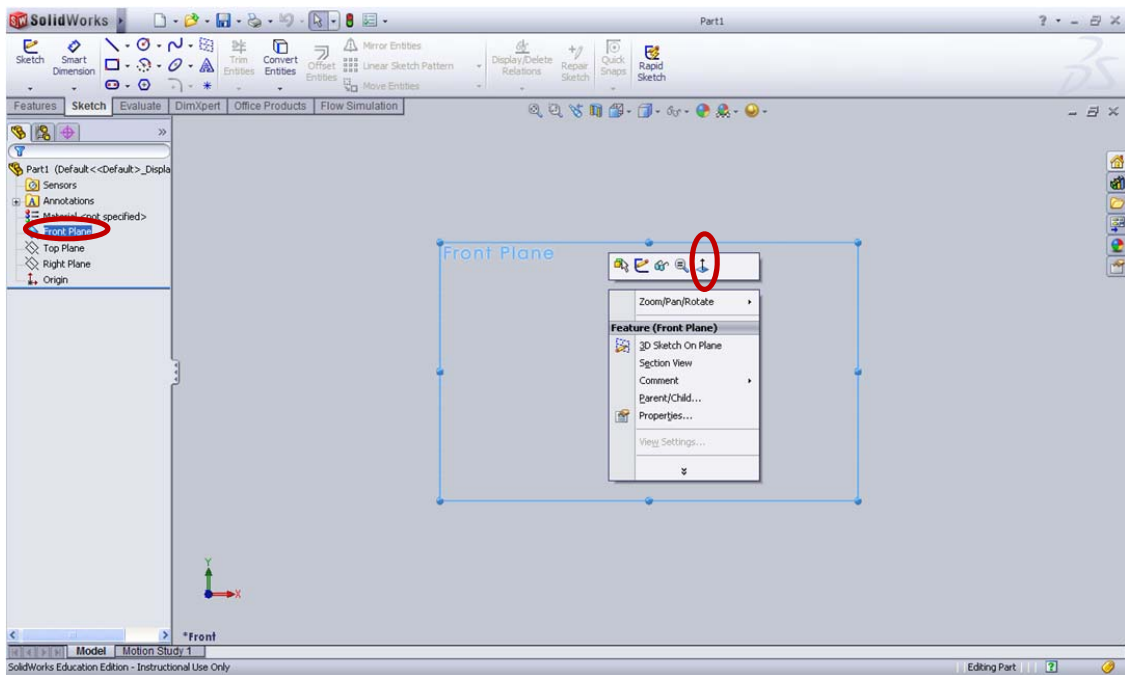 SolidWorks
Part1
Sketch
Smart Dimension
Trim Entities
Convert Entities
Offset Entities
Mirror Entities
Linear Sketch Pattern
Move Entities
Display/Delete Relations
Repair Sketch
Quick Snaps
Rapid Sketch
Features Sketch Evaluate DimXpert Office Products Flow Simulation
Part1 (Default<<Default>_Displa
Sensors
Annotations
Material <not specified>
Front Plane
Top Plane
Right Plane
Origin
Front Plane
Zoom/Pan/Rotate
Feature (Front Plane)
3D Sketch On Plane
Section View
Comment
Parent/Child...
Properties...
View Settings...
Y
X
*Front
Model Motion Study 1
SolidWorks Education Edition - Instructional Use Only
Editing Part